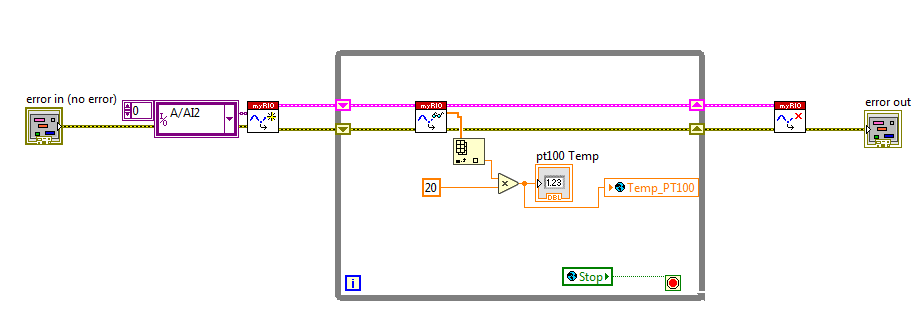 error in (no error)
0
I/O A/AI2
myRIO
myRIO
myRIO
error out
pt100 Temp
1.23
DBL
20
Temp_PT100
i
Stop